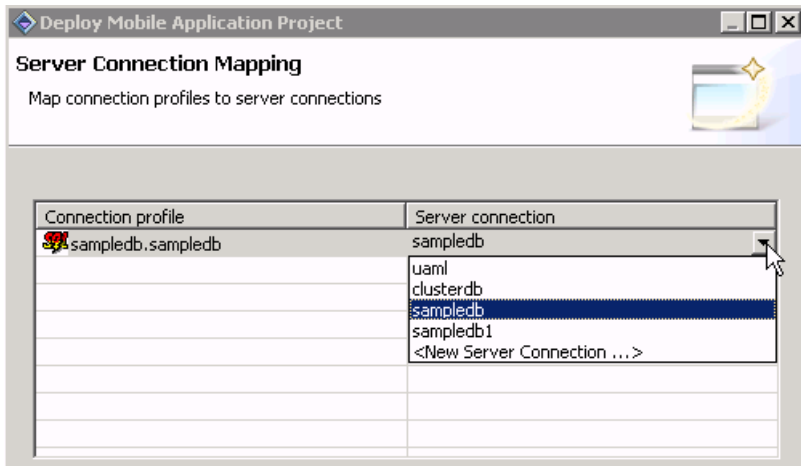 Deploy Mobile Application Project
Server Connection Mapping
Map connection profiles to server connections
Connection profile Server connection
sampledb.sampledb sampledb
uaml
clusterdb
sampledb
sampledb1
<New Server Connection ...>